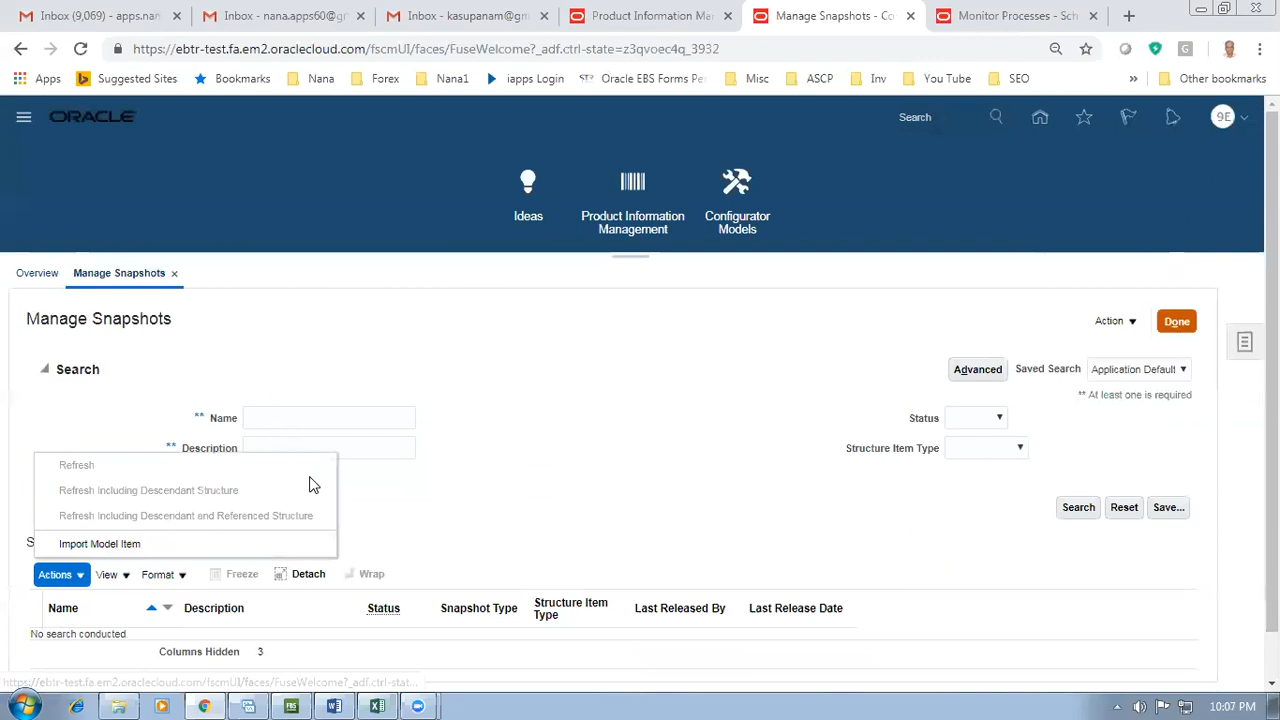 Inbox (9,069) - apps.nan
Inbox - nana.apps00@gn
Inbox - kasupanam@gm
Product Information Ma
Manage Snapshots - Co
Monitor Processes - Sch
https://ebtr-test.fa.em2.oraclecloud.com/fscmUI/faces/FuseWelcome?_adf.ctrl-state=z3qvoec4q_3932
Apps
Suggested Sites
Bookmarks
Nana
Forex
Nana1
iapps Login
Oracle EBS Forms Pe
Misc
ASCP
Inv
You Tube
SEO
Other bookmarks
ORACLE
Search
9E
Ideas
Product Information
Management
Configurator
Models
Overview
Manage Snapshots
Manage Snapshots
Action
Done
Search
Advanced
Saved Search
Application Default
** At least one is required
** Name
Status
** Description
Structure Item Type
Refresh
Refresh Including Descendant Structure
Refresh Including Descendant and Referenced Structure
Import Model Item
Search
Reset
Save...
Actions
View
Format
Freeze
Detach
Wrap
Name
Description
Status
Snapshot Type
Structure Item
Type
Last Released By
Last Release Date
No search conducted
Columns Hidden 3
https://ebtr-test.fa.em2.oraclecloud.com/fscmUI/faces/FuseWelcome?_adf.ctrl-stat...
10:07 PM